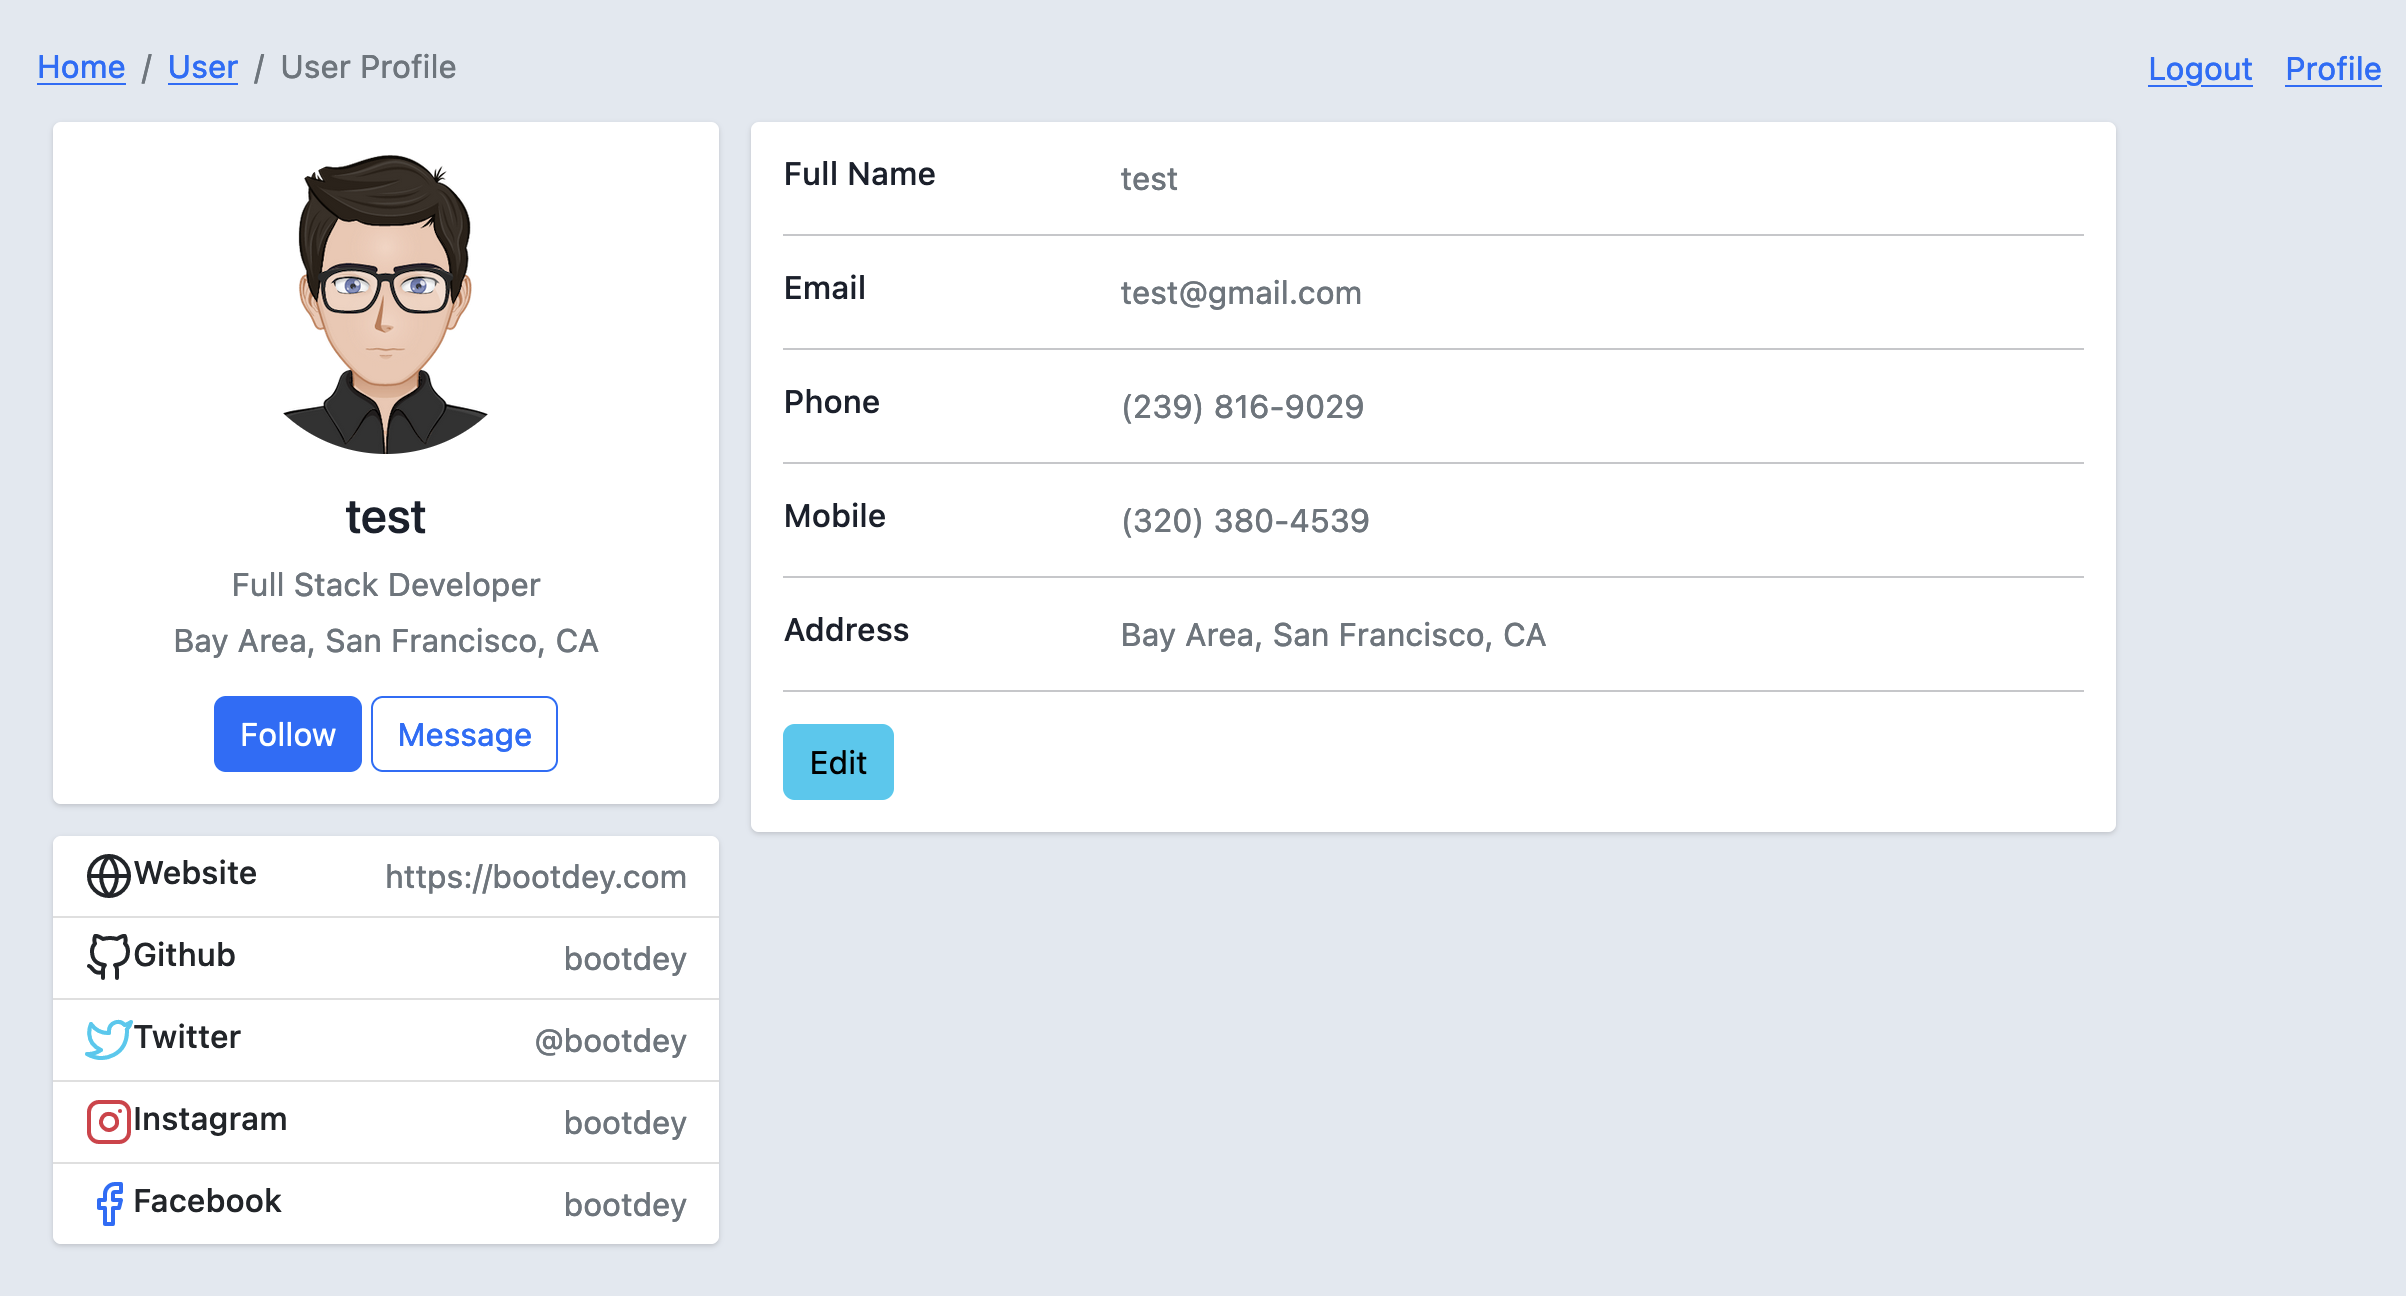 Home / User / User Profile
Logout Profile
test
Full Stack Developer
Bay Area, San Francisco, CA
Follow Message
Website https://bootdey.com
Github bootdey
Twitter @bootdey
Instagram bootdey
Facebook bootdey
Full Name test
Email test@gmail.com
Phone (239) 816-9029
Mobile (320) 380-4539
Address Bay Area, San Francisco, CA
Edit